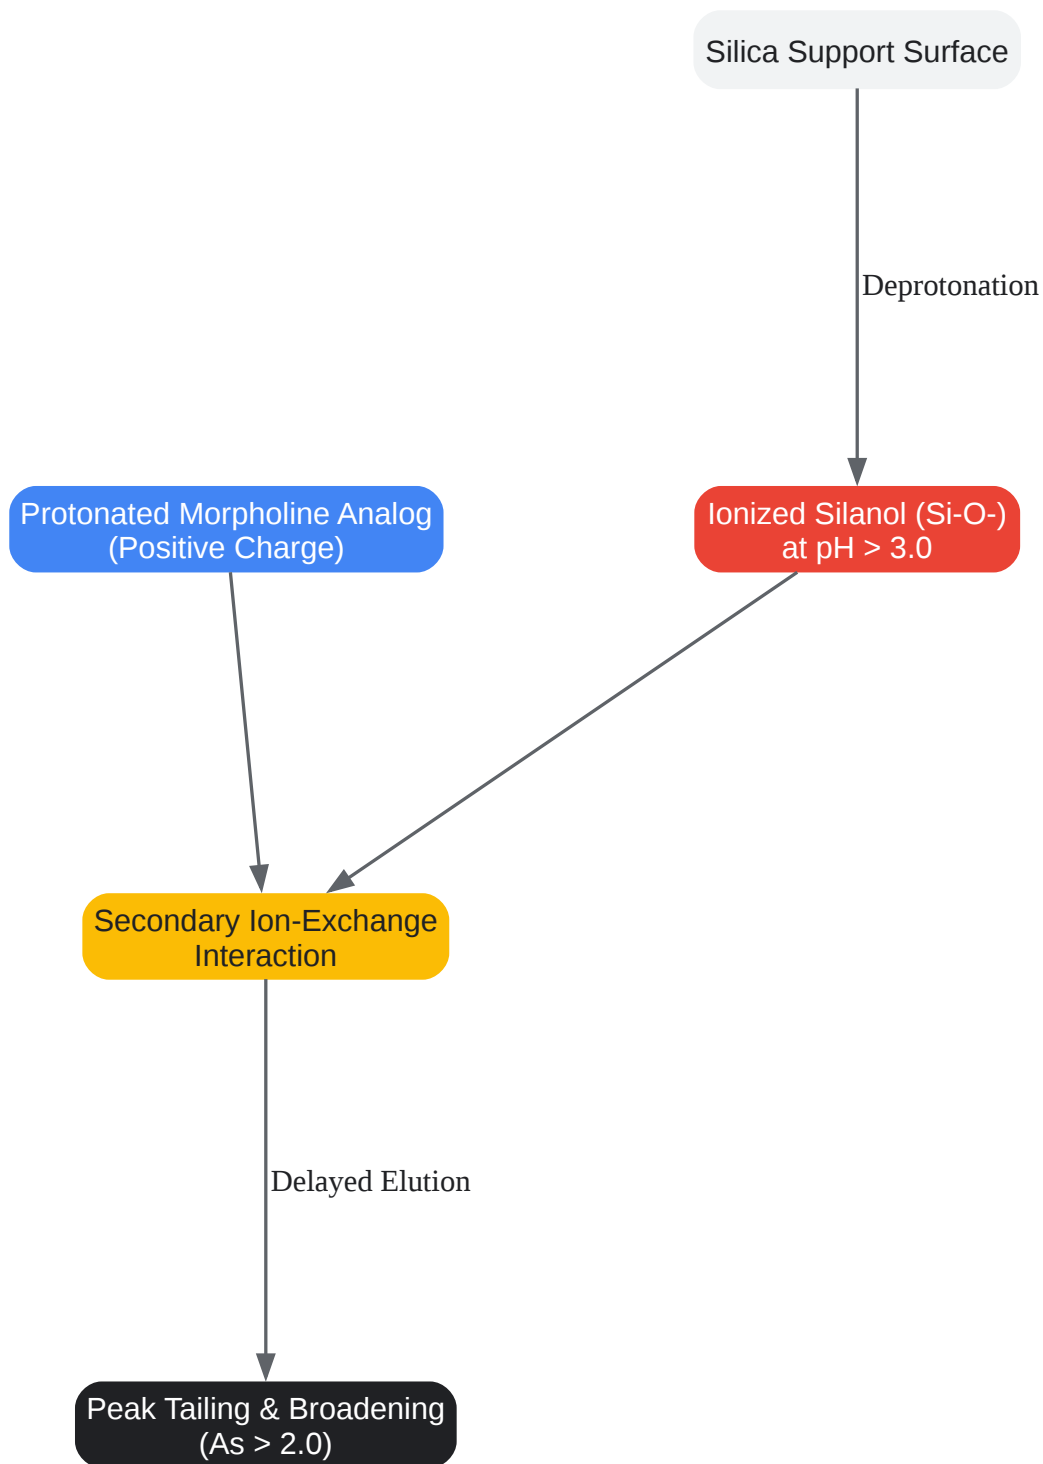 Silica Support Surface
Deprotonation
Protonated Morpholine Analog
(Positive Charge)
Ionized Silanol (Si-O-)
at pH > 3.0
Secondary Ion-Exchange
Interaction
Delayed Elution
Peak Tailing & Broadening
(As > 2.0)